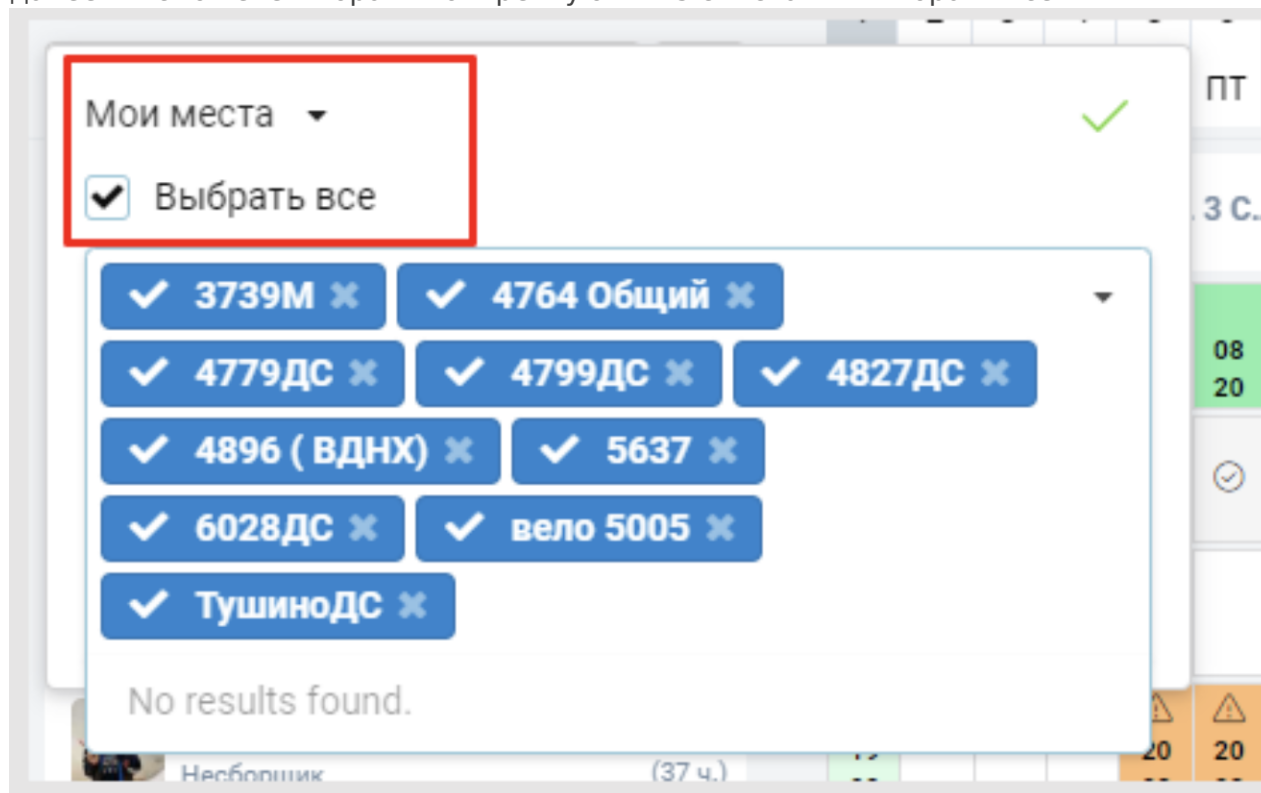 Мои места
ПТ
Выбрать все
3 С..
3739М 4764 Общий
4779ДС 4799ДС 4827ДС
08
20
4896 ( ВДНХ) 5637
6028ДС вело 5005
ТушиноДС
No results found.
20 20
Несборщик (37 ч.)